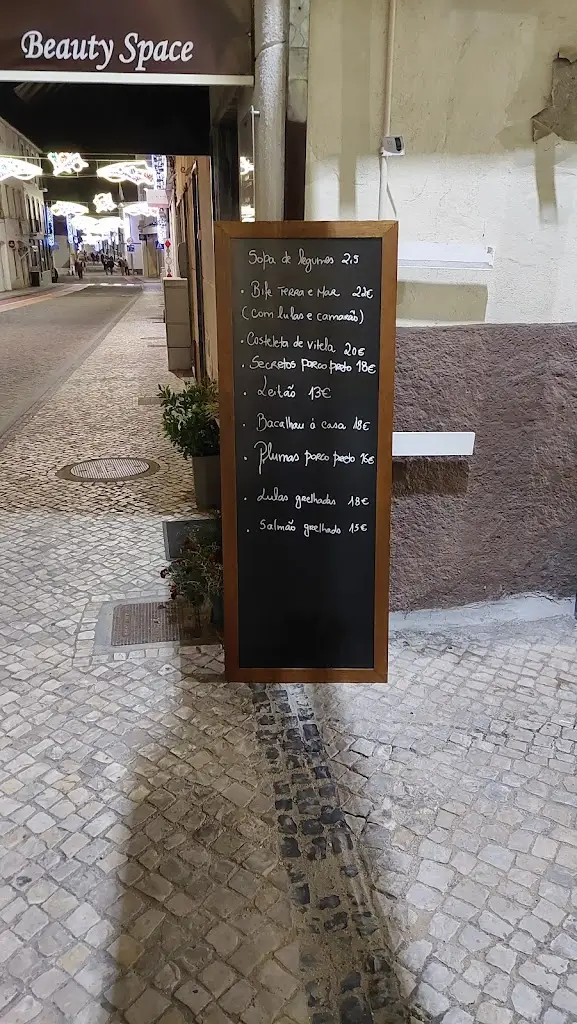 Beauty Space
Sopa de legumes 2,5
. Bife Terra e Mar 22€
(com lulas e camarão)
. Costeleta de vitela 20€
. Secretos porco preto 18€
. Leitão 13€
. Bacalhau á casa 18€
. Plumas porco preto 16€
. Lulas grelhadas 18€
. Salmão grelhado 15€